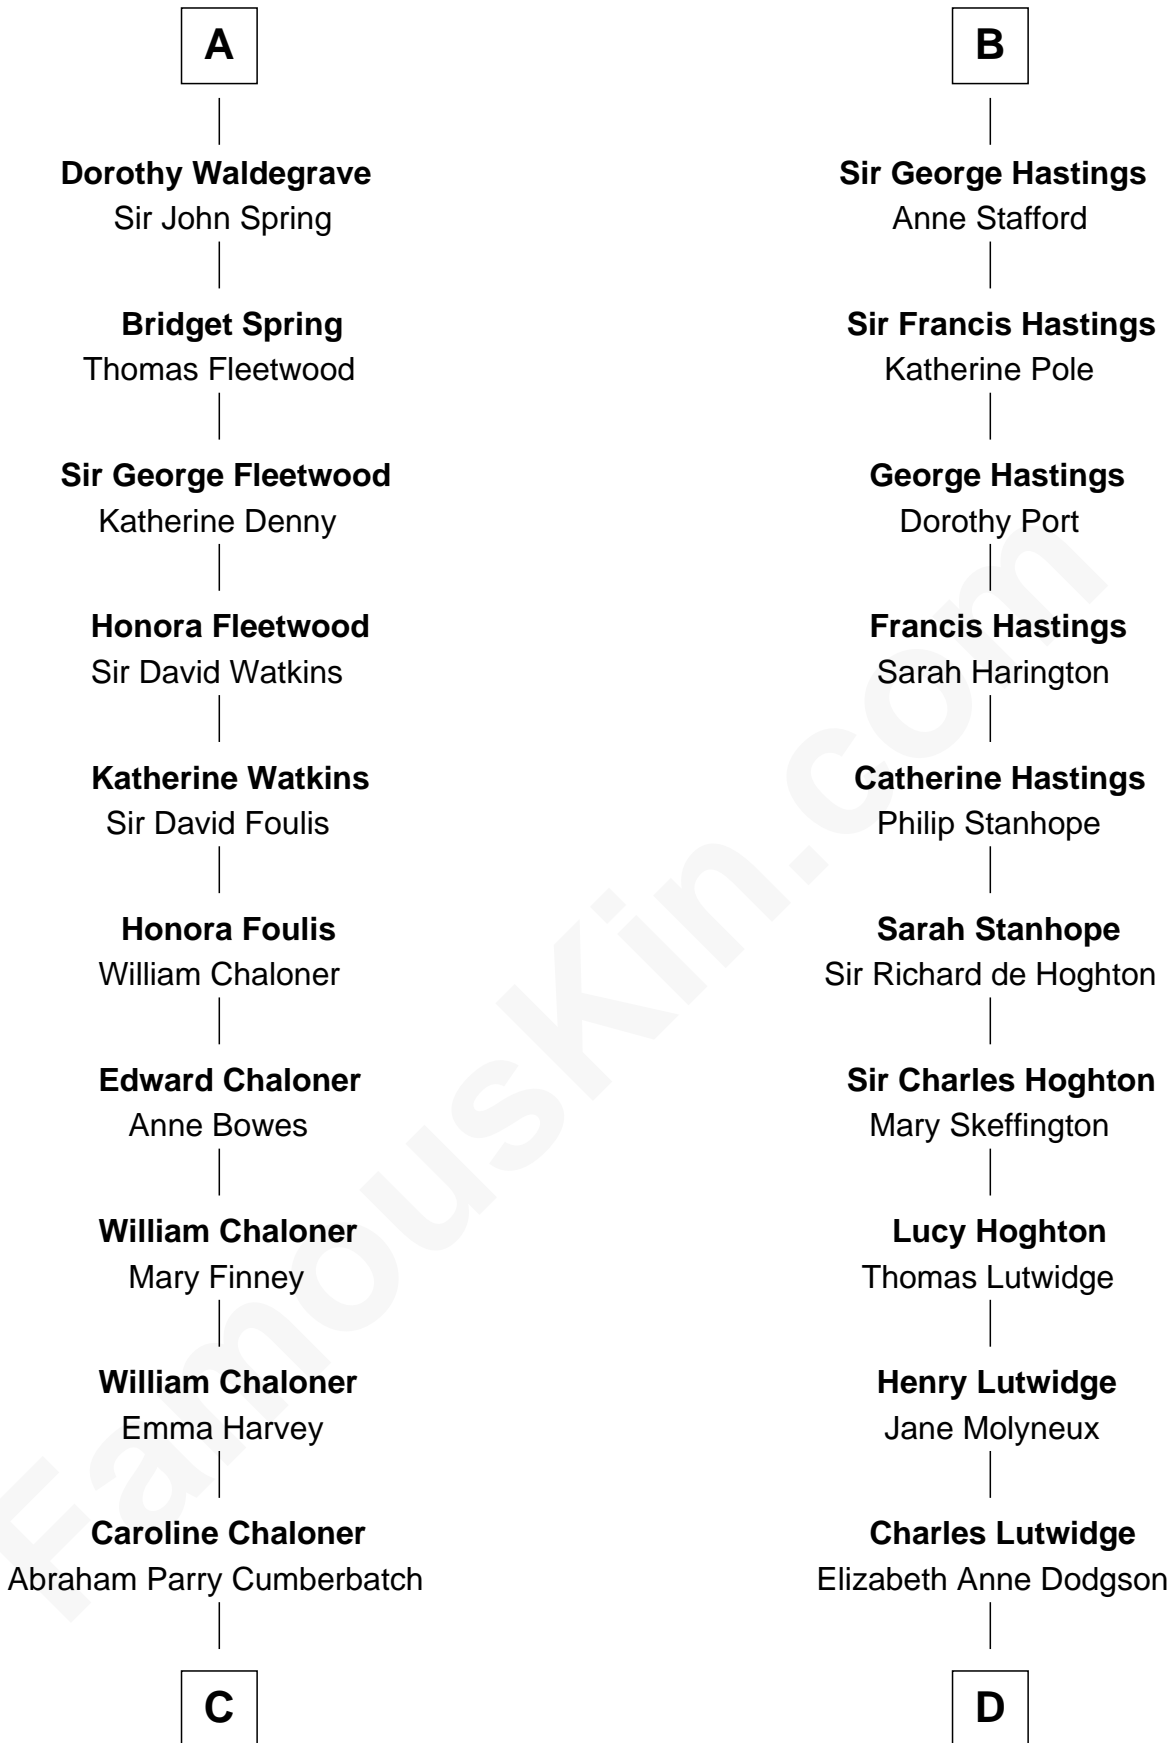 A
Dorothy Waldegrave
Sir John Spring
Bridget Spring
Thomas Fleetwood
Sir George Fleetwood
Katherine Denny
Honora Fleetwood
Sir David Watkins
Katherine Watkins
Sir David Foulis
Honora Foulis
William Chaloner
Edward Chaloner
Anne Bowes
William Chaloner
Mary Finney
William Chaloner
Emma Harvey
Caroline Chaloner
Abraham Parry Cumberbatch
C
B
Sir George Hastings
Anne Stafford
Sir Francis Hastings
Katherine Pole
George Hastings
Dorothy Port
Francis Hastings
Sarah Harington
Catherine Hastings
Philip Stanhope
Sarah Stanhope
Sir Richard de Hoghton
Sir Charles Hoghton
Mary Skeffington
Lucy Hoghton
Thomas Lutwidge
Henry Lutwidge
Jane Molyneux
Charles Lutwidge
Elizabeth Anne Dodgson
D
FamousKin.com